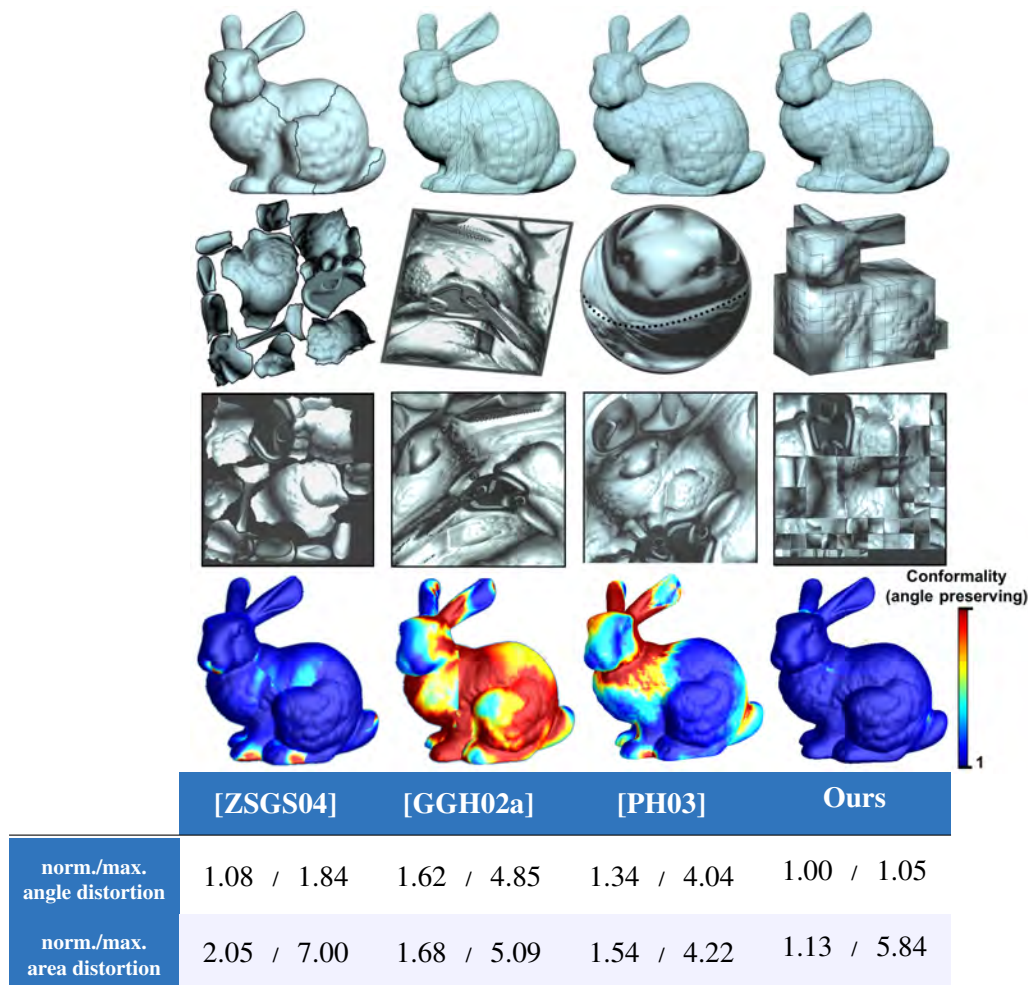 Conformality
(angle preserving)
1
[ZSGS04] [GGH02a] [PH03] Ours
norm./max.
angle distortion
1.08 / 1.84 1.62 / 4.85 1.34 / 4.04 1.00 / 1.05
norm./max.
area distortion
2.05 / 7.00 1.68 / 5.09 1.54 / 4.22 1.13 / 5.84